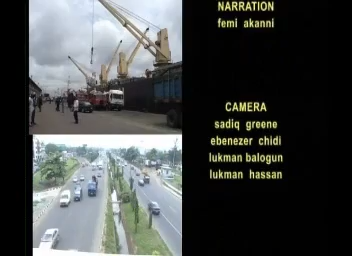 NARRATION
femi akanni
CAMERA
sadiq greene
ebenezer chidi
lukman balogun
lukman hassan